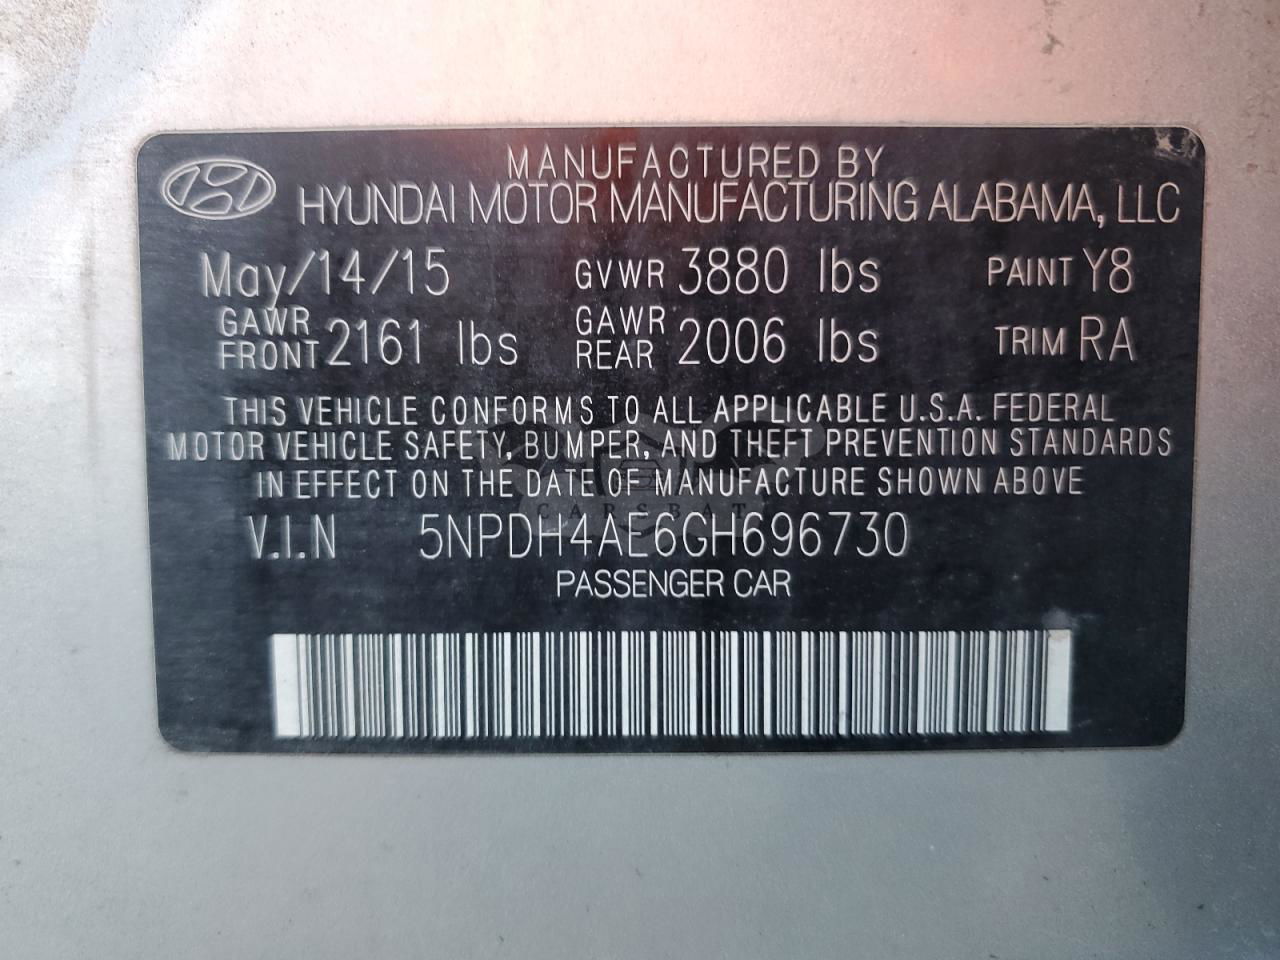 MANUFACTURED BY
HYUNDAI MOTOR MANUFACTURING ALABAMA, LLC
May/14/15 GVWR 3880 lbs PAINT Y8
GAWR FRONT 2161 lbs GAWR REAR 2006 lbs TRIM RA
THIS VEHICLE CONFORMS TO ALL APPLICABLE U.S.A. FEDERAL
MOTOR VEHICLE SAFETY, BUMPER, AND THEFT PREVENTION STANDARDS
IN EFFECT ON THE DATE OF MANUFACTURE SHOWN ABOVE
CARSBAT
V.I.N 5NPDH4AE6GH696730
PASSENGER CAR